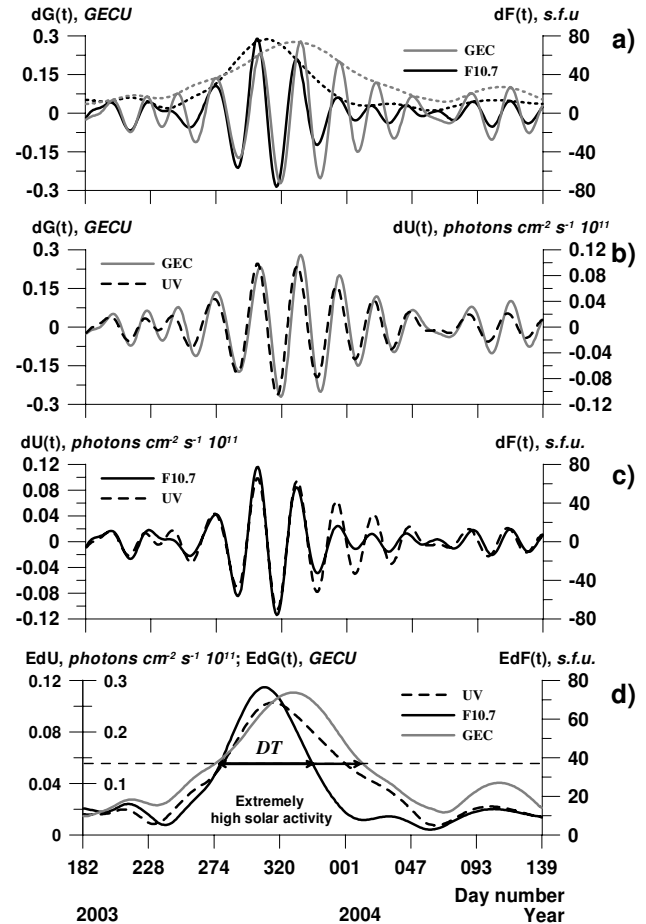 dG(t), GECU dF(t), s.f.u
a)
0.3 80
0.15 40
0 0
-0.15 -40
-0.3 -80
GEC
F10.7
dG(t), GECU dU(t), photons cm⁻² s⁻¹ 10¹¹
b)
0.3 0.12
0.08
0.15 0.04
0 0
-0.04
-0.15 -0.08
-0.3 -0.12
GEC
UV
dU(t), photons cm⁻² s⁻¹ 10¹¹ dF(t), s.f.u.
c)
0.12 80
0.08 40
0.04
0 0
-0.04
-0.08 -40
-0.12 -80
F10.7
UV
EdU, photons cm⁻² s⁻¹ 10¹¹; EdG(t), GECU EdF(t), s.f.u.
d)
0.12 0.3 80
70
60
0.08 0.2 50
40
0.04 0.1 30
20
10
0 0
UV
F10.7
GEC
DT
Extremely
high solar activity
182 228 274 320 001 047 093 139
Day number
2003 2004 Year